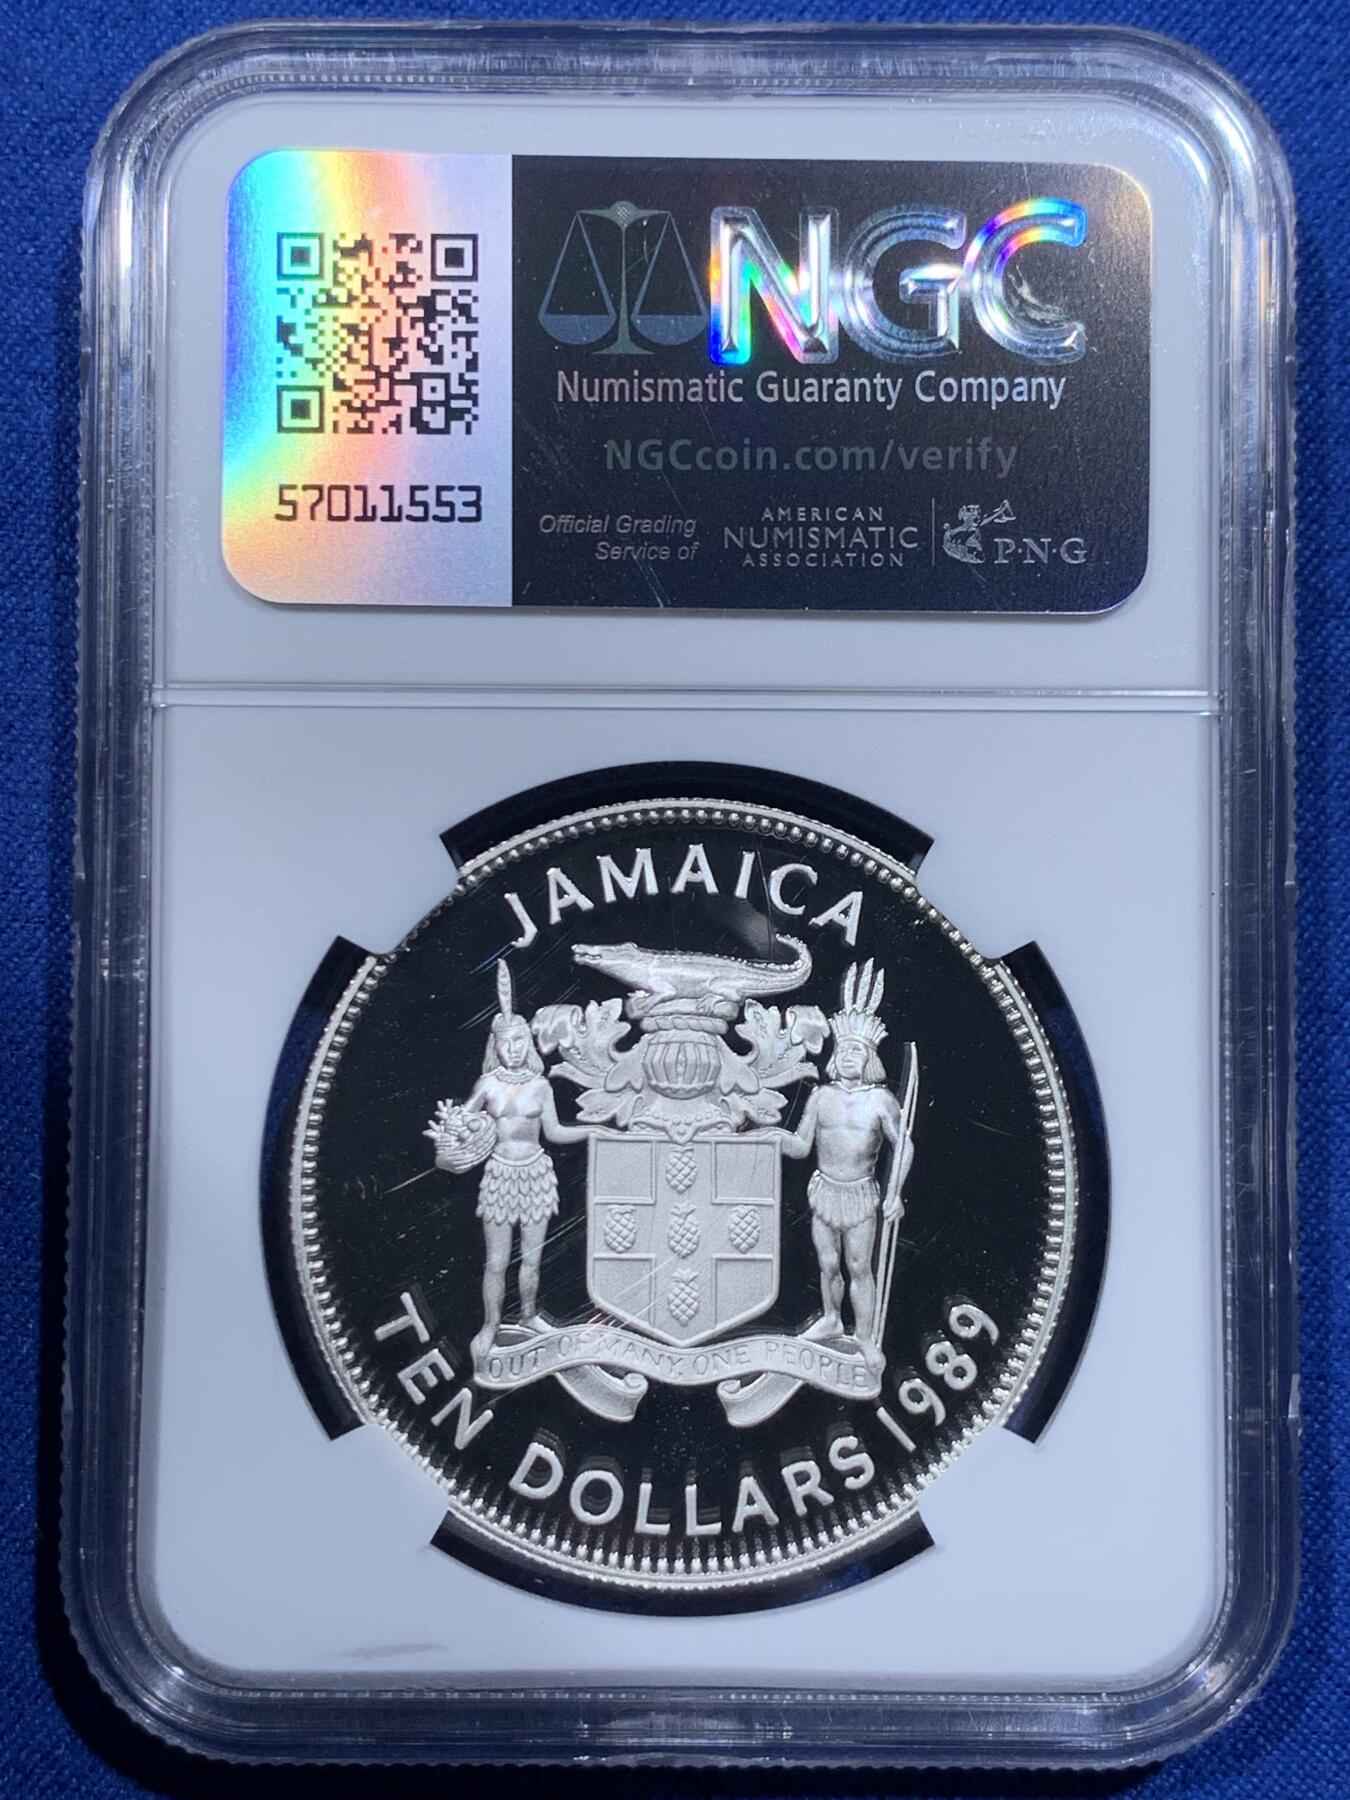 NGC
Numismatic Guaranty Company
NGCcoin.com/verify
57011553
Official Grading
Service of
AMERICAN
NUMISMATIC
ASSOCIATION
P·N·G
JAMAICA
OUT OF MANY, ONE PEOPLE
TEN DOLLARS 1989